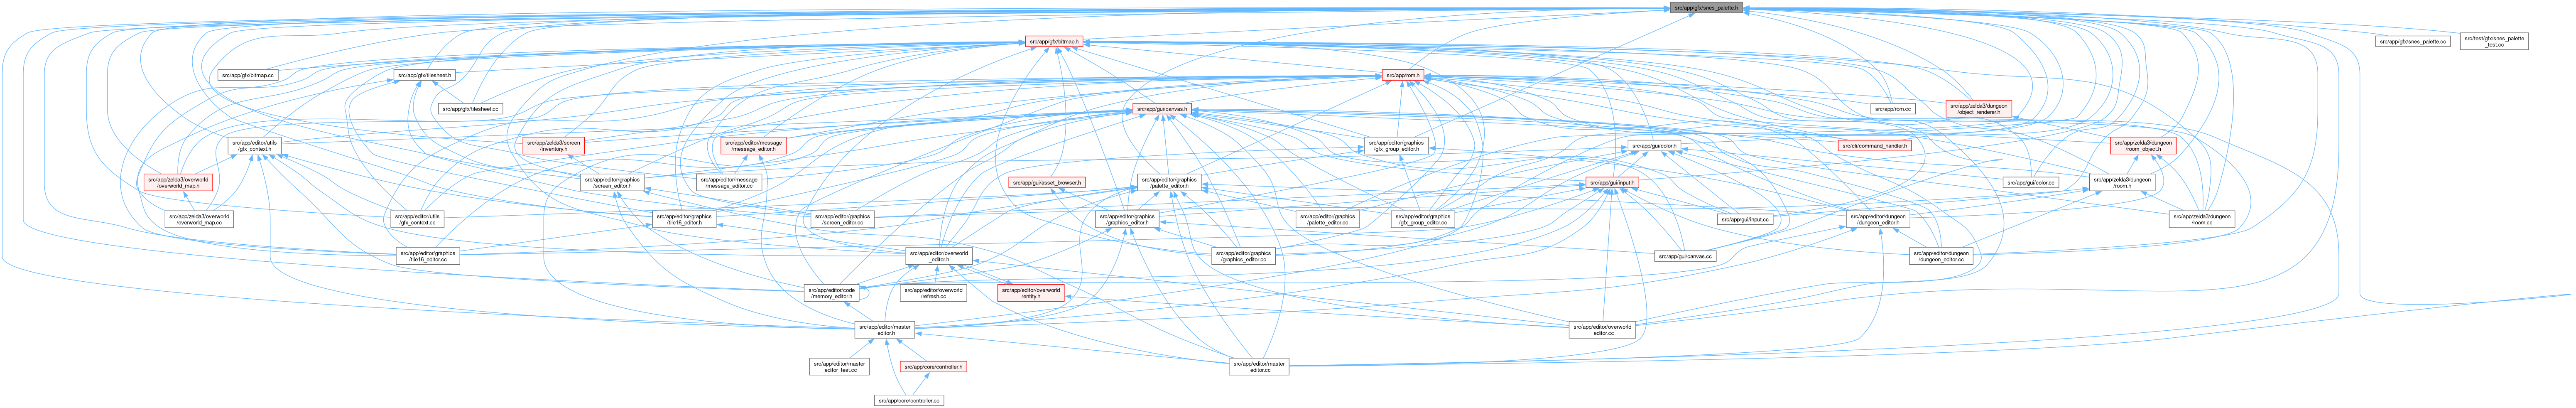 src/app/gfx/snes_palette.h
src/app/gfx/bitmap.h
src/app/gfx/snes_palette.cc
src/test/gfx/snes_palette
_test.cc
src/app/gfx/bitmap.cc
src/app/gfx/tilesheet.h
src/app/rom.h
src/app/gfx/tilesheet.cc
src/app/gui/canvas.h
src/app/rom.cc
src/app/zelda3/dungeon
/object_renderer.h
src/app/editor/utils
/gfx_context.h
src/app/zelda3/screen
/inventory.h
src/app/editor/message
/message_editor.h
src/app/editor/graphics
/gfx_group_editor.h
src/app/gui/color.h
src/cli/command_handler.h
src/app/zelda3/dungeon
/room_object.h
src/app/zelda3/overworld
/overworld_map.h
src/app/editor/graphics
/screen_editor.h
src/app/editor/message
/message_editor.cc
src/app/gui/asset_browser.h
src/app/editor/graphics
/palette_editor.h
src/app/gui/input.h
src/app/gui/color.cc
src/app/zelda3/dungeon
/room.h
src/app/zelda3/overworld
/overworld_map.cc
src/app/editor/utils
/gfx_context.cc
src/app/editor/graphics
/tile16_editor.h
src/app/editor/graphics
/screen_editor.cc
src/app/editor/graphics
/graphics_editor.h
src/app/editor/graphics
/palette_editor.cc
src/app/editor/graphics
/gfx_group_editor.cc
src/app/gui/input.cc
src/app/editor/dungeon
/dungeon_editor.h
src/app/zelda3/dungeon
/room.cc
src/app/editor/graphics
/tile16_editor.cc
src/app/editor/overworld
_editor.h
src/app/editor/graphics
/graphics_editor.cc
src/app/gui/canvas.cc
src/app/editor/dungeon
/dungeon_editor.cc
src/app/editor/code
/memory_editor.h
src/app/editor/overworld
/refresh.cc
src/app/editor/overworld
/entity.h
src/app/editor/master
_editor.h
src/app/editor/overworld
_editor.cc
src/app/editor/master
_editor_test.cc
src/app/core/controller.h
src/app/editor/master
_editor.cc
src/app/core/controller.cc